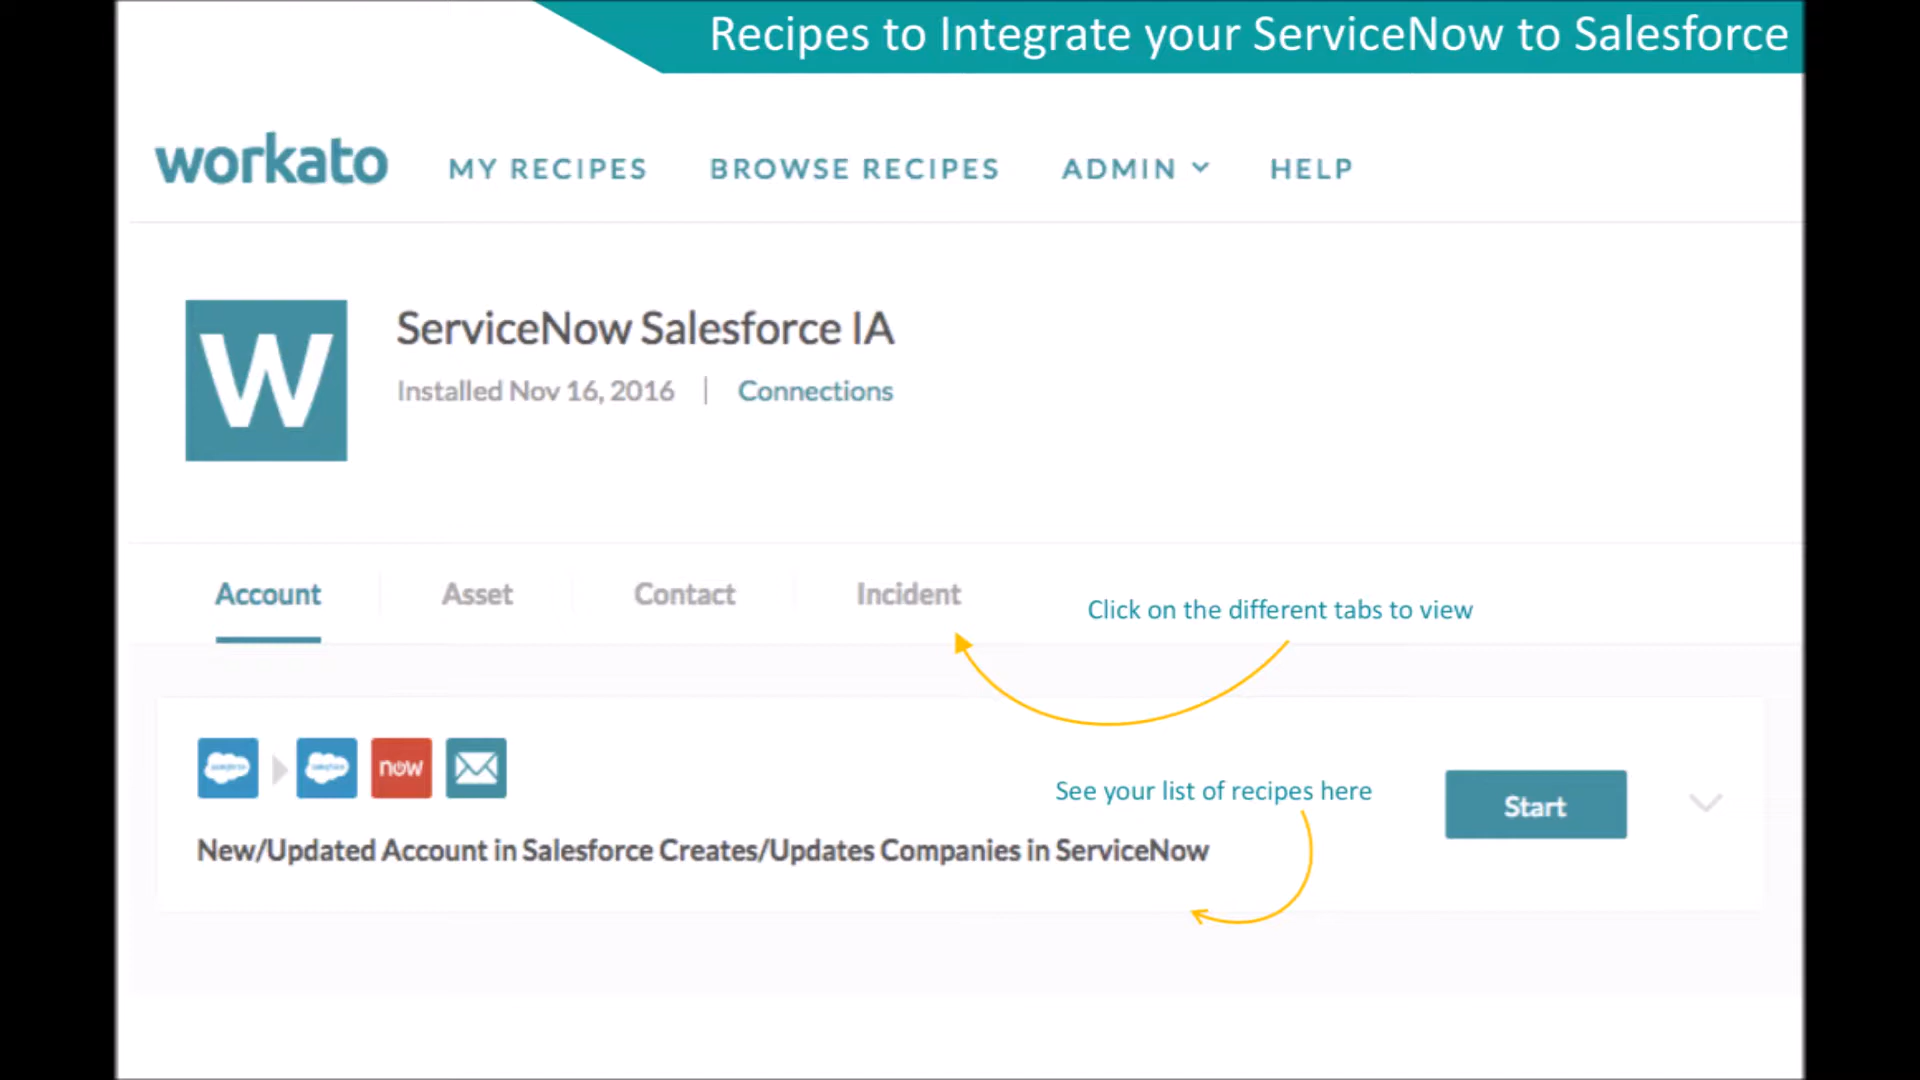 Recipes to Integrate your ServiceNow to Salesforce
workato MY RECIPES BROWSE RECIPES ADMIN HELP
W
ServiceNow Salesforce IA
Installed Nov 16, 2016 | Connections
Account Asset Contact Incident
Click on the different tabs to view
now
See your list of recipes here
Start
New/Updated Account in Salesforce Creates/Updates Companies in ServiceNow